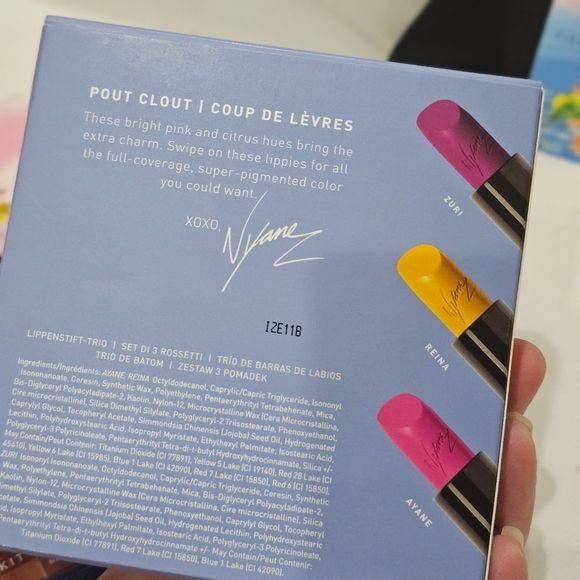 POUT CLOUT | COUP DE LÈVRES
These bright pink and citrus hues bring the
extra charm. Swipe on these lippies for all
the full-coverage, super-pigmented color
you could want.
XOXO,
Nyane
Nyane
ZURI
Nyane
REINA
Nyane
AYANE
IZE11B
LIPPENSTIFT-TRIO | SET DI 3 ROSSETTI | TRÍO DE BARRAS DE LABIOS
TRIO DE BATOM | ZESTAW 3 POMADEK
Ingredients/Ingrédients: AYANE, REINA: Octyldodecanol, Caprylic/Capric Triglyceride, Isononyl
Isononanoate, Ceresin, Synthetic Wax, Polyethylene, Pentaerythrityl Tetrabehenate, Mica,
Bis-Diglyceryl Polyacyladipate-2, Kaolin, Nylon-12, Microcrystalline Wax (Cera Microcristallina,
Cire microcristalline), Silica Dimethyl Silylate, Polyglyceryl-2 Triisostearate, Phenoxyethanol,
Caprylyl Glycol, Tocopheryl Acetate, Simmondsia Chinensis (Jojoba) Seed Oil, Hydrogenated
Lecithin, Polyhydroxystearic Acid, Isopropyl Myristate, Ethylhexyl Palmitate, Isostearic Acid,
Polyglyceryl-3 Polyricinoleate, Pentaerythrityl Tetra-di-t-butyl Hydroxyhydrocinnamate, Silica +/-
May Contain/Peut Contenir: Titanium Dioxide (CI 77891), Yellow 5 Lake (CI 19140), Red 28 Lake (CI
45410), Yellow 6 Lake (CI 15985), Blue 1 Lake (CI 42090), Red 7 Lake (CI 15850), Red 6 (CI 15850).
ZURI: Isononyl Isononanoate, Octyldodecanol, Caprylic/Capric Triglyceride, Ceresin, Synthetic
Wax, Polyethylene, Pentaerythrityl Tetrabehenate, Mica, Bis-Diglyceryl Polyacyladipate-2,
Kaolin, Nylon-12, Microcrystalline Wax (Cera Microcristallina, Cire microcristalline), Silica
Dimethyl Silylate, Polyglyceryl-2 Triisostearate, Phenoxyethanol, Caprylyl Glycol, Tocopheryl
Acetate, Simmondsia Chinensis (Jojoba) Seed Oil, Hydrogenated Lecithin, Polyhydroxystearic
Acid, Isopropyl Myristate, Ethylhexyl Palmitate, Isostearic Acid, Polyglyceryl-3 Polyricinoleate,
Pentaerythrityl Tetra-di-t-butyl Hydroxyhydrocinnamate +/- May Contain/Peut Contenir:
Titanium Dioxide (CI 77891), Red 7 Lake (CI 15850), Blue 1 Lake (CI 42090).
KIT